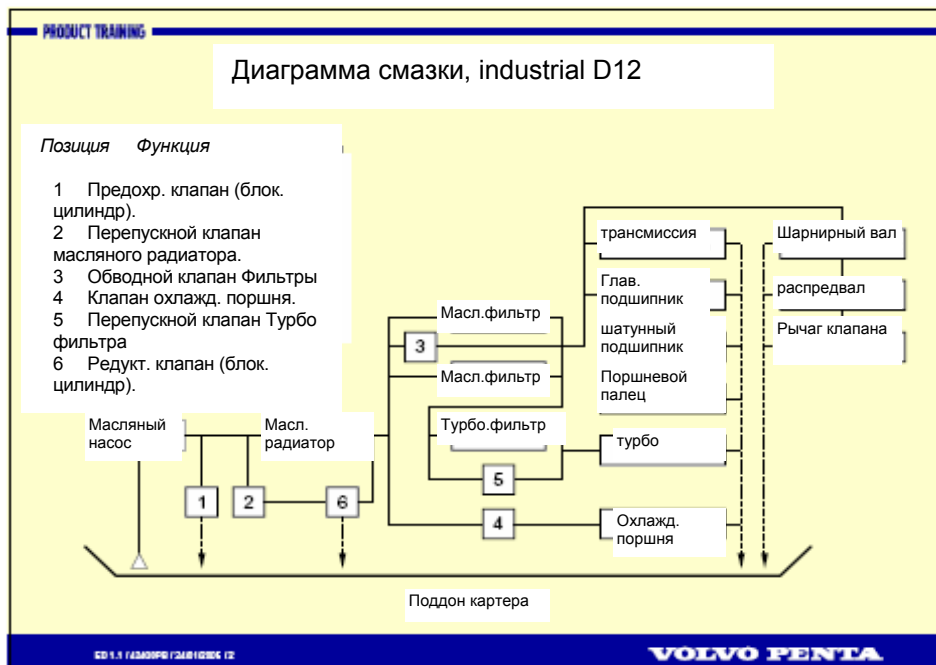 PRODUCT TRAINING
Диаграмма смазки, industrial D12
Позиция Функция
1 Предохр. клапан (блок.
цилиндр).
2 Перепускной клапан
масляного радиатора.
3 Обводной клапан Фильтры
4 Клапан охлажд. поршня.
5 Перепускной клапан Турбо
фильтра
6 Редукт. клапан (блок.
цилиндр).
трансмиссия
Шарнирный вал
Глав.
подшипник
распредвал
Масл.фильтр
шатунный
подшипник
Рычаг клапана
3
Масл.фильтр
Поршневой
палец
Масляный
насос
Масл.
радиатор
Турбо.фильтр
турбо
5
1
2
6
4
Охлажд.
поршня
Поддон картера
VOLVO PENTA